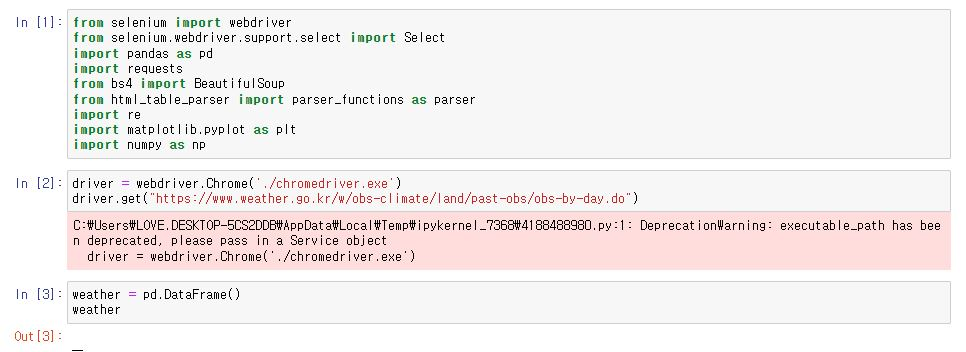 In [1]: from selenium import webdriver
from selenium.webdriver.support.select import Select
import pandas as pd
import requests
from bs4 import BeautifulSoup
from html_table_parser import parser_functions as parser
import re
import matplotlib.pyplot as plt
import numpy as np
In [2]: driver = webdriver.Chrome('./chromedriver.exe')
driver.get("https://www.weather.go.kr/w/obs-climate/land/past-obs/obs-by-day.do")
C:₩Users₩LOVE.DESKTOP-5CS2DDB₩AppData₩Local₩Temp₩ipykernel_7368₩4188488980.py:1: DeprecationWarning: executable_path has bee
n deprecated, please pass in a Service object
driver = webdriver.Chrome('./chromedriver.exe')
In [3]: weather = pd.DataFrame()
weather
Out[3]: